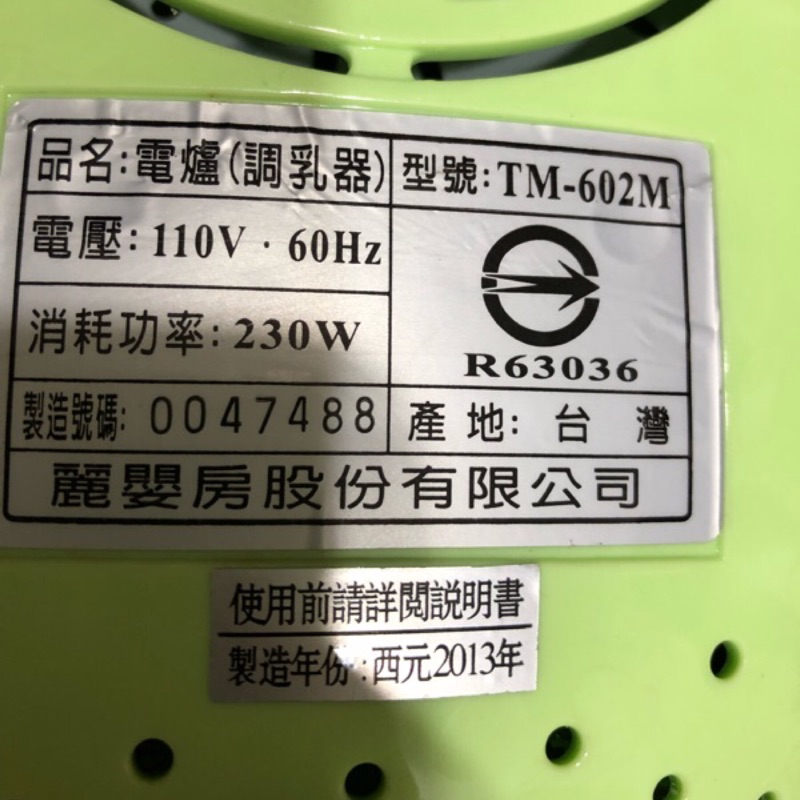 品名:電爐(調乳器) 型號:TM-602M
電壓:110V·60Hz
消耗功率:230W
R63036
製造號碼:0047488 產地:台灣
麗嬰房股份有限公司
使用前請詳閱說明書
製造年份:西元2013年